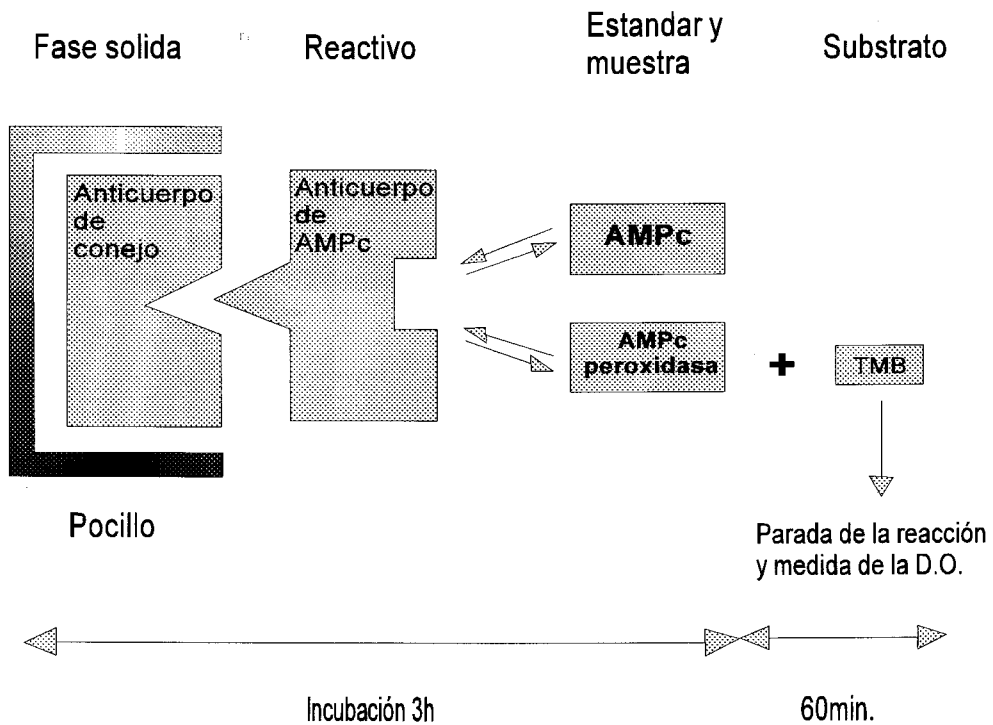 Fase solida
Reactivo
Estandar y
muestra
Substrato
Anticuerpo
de
conejo
Anticuerpo
de
AMPc
AMPc
AMPc
peroxidasa
+
TMB
Pocillo
Parada de la reacción
y medida de la D.O.
Incubación 3h
60min.